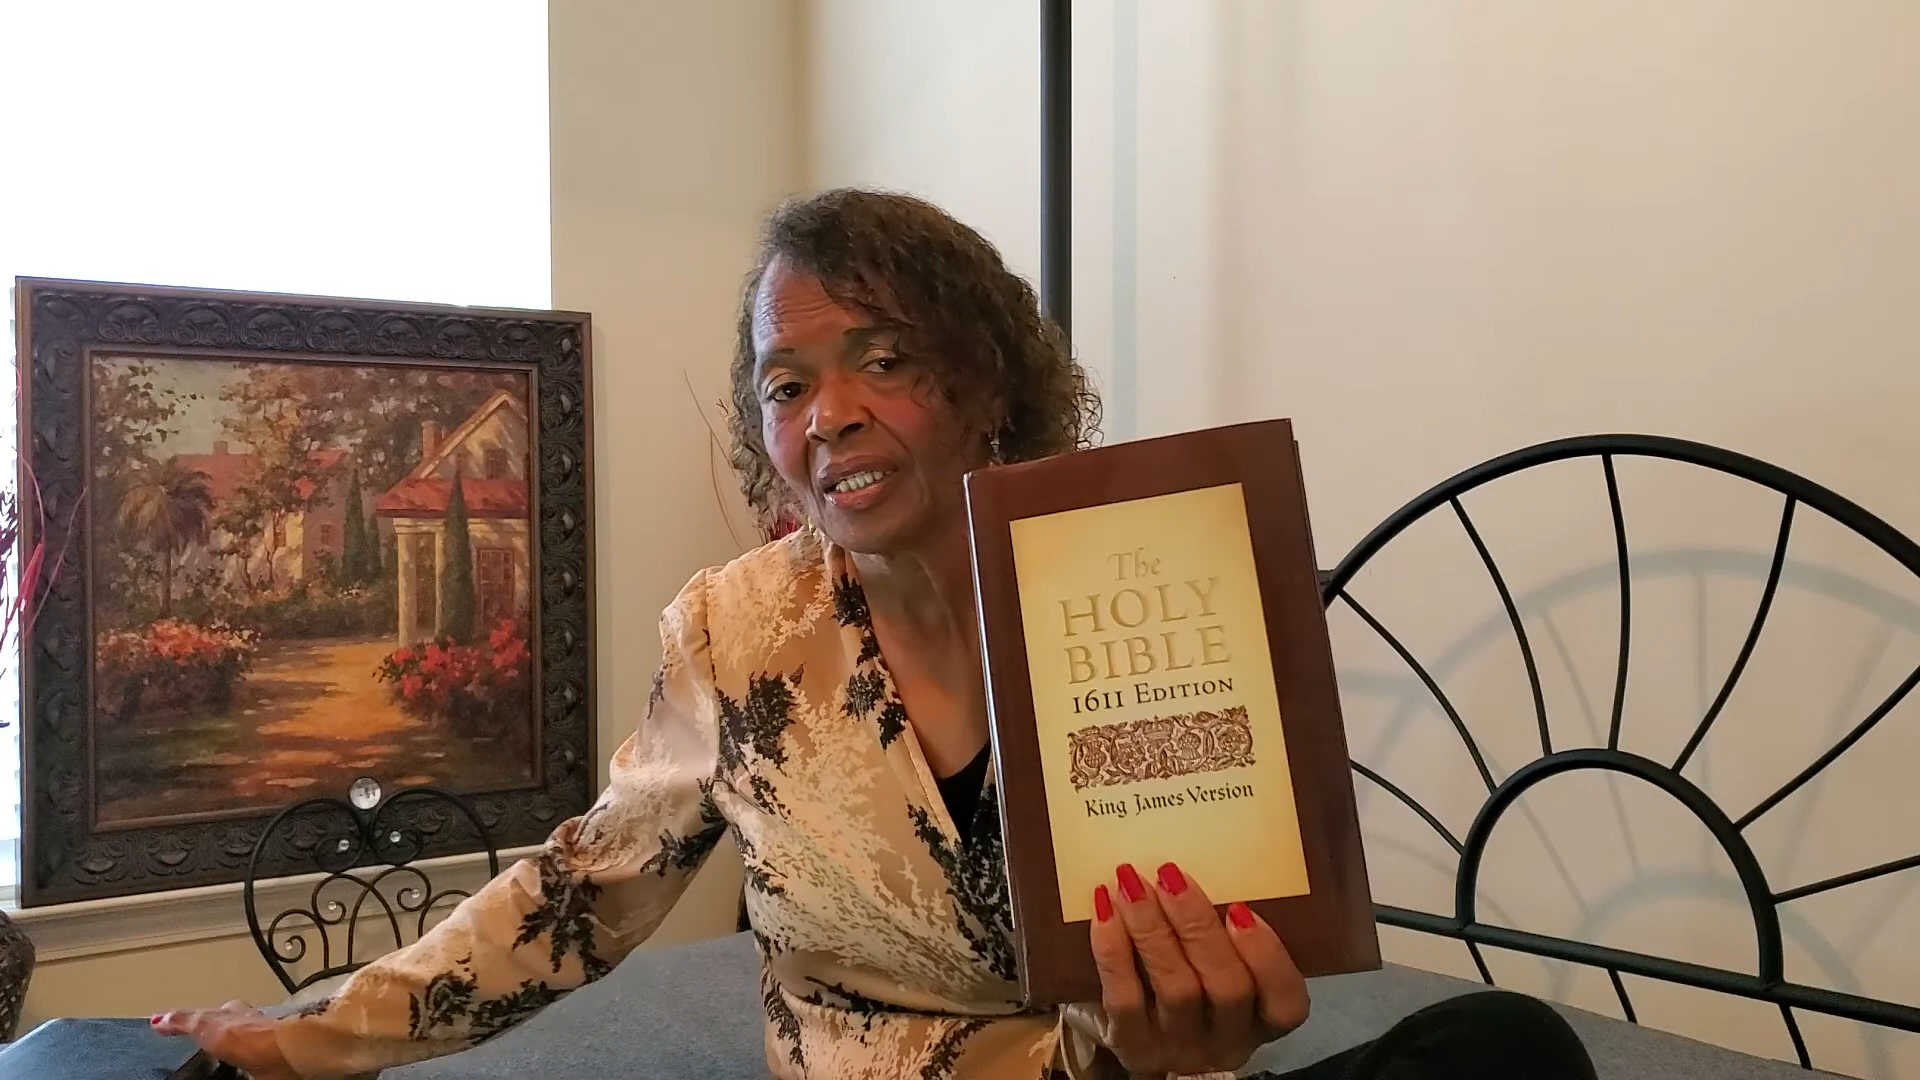 The
HOLY
BIBLE
1611 EDITION
King James Version